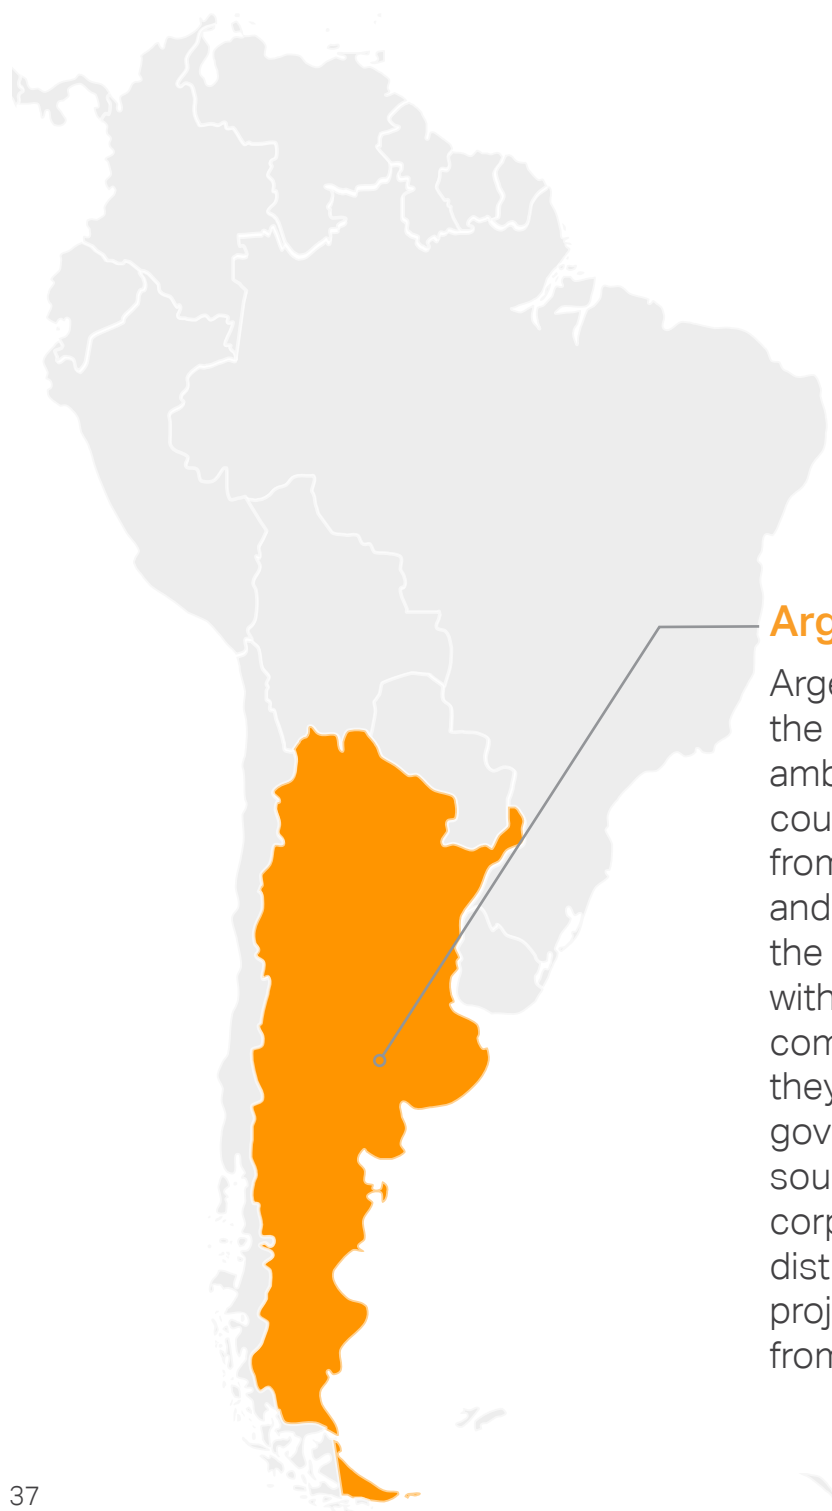 Arg
Arge
the
amb
cou
from
and
the
with
com
they
gov
sou
corp
dist
proj
from
37